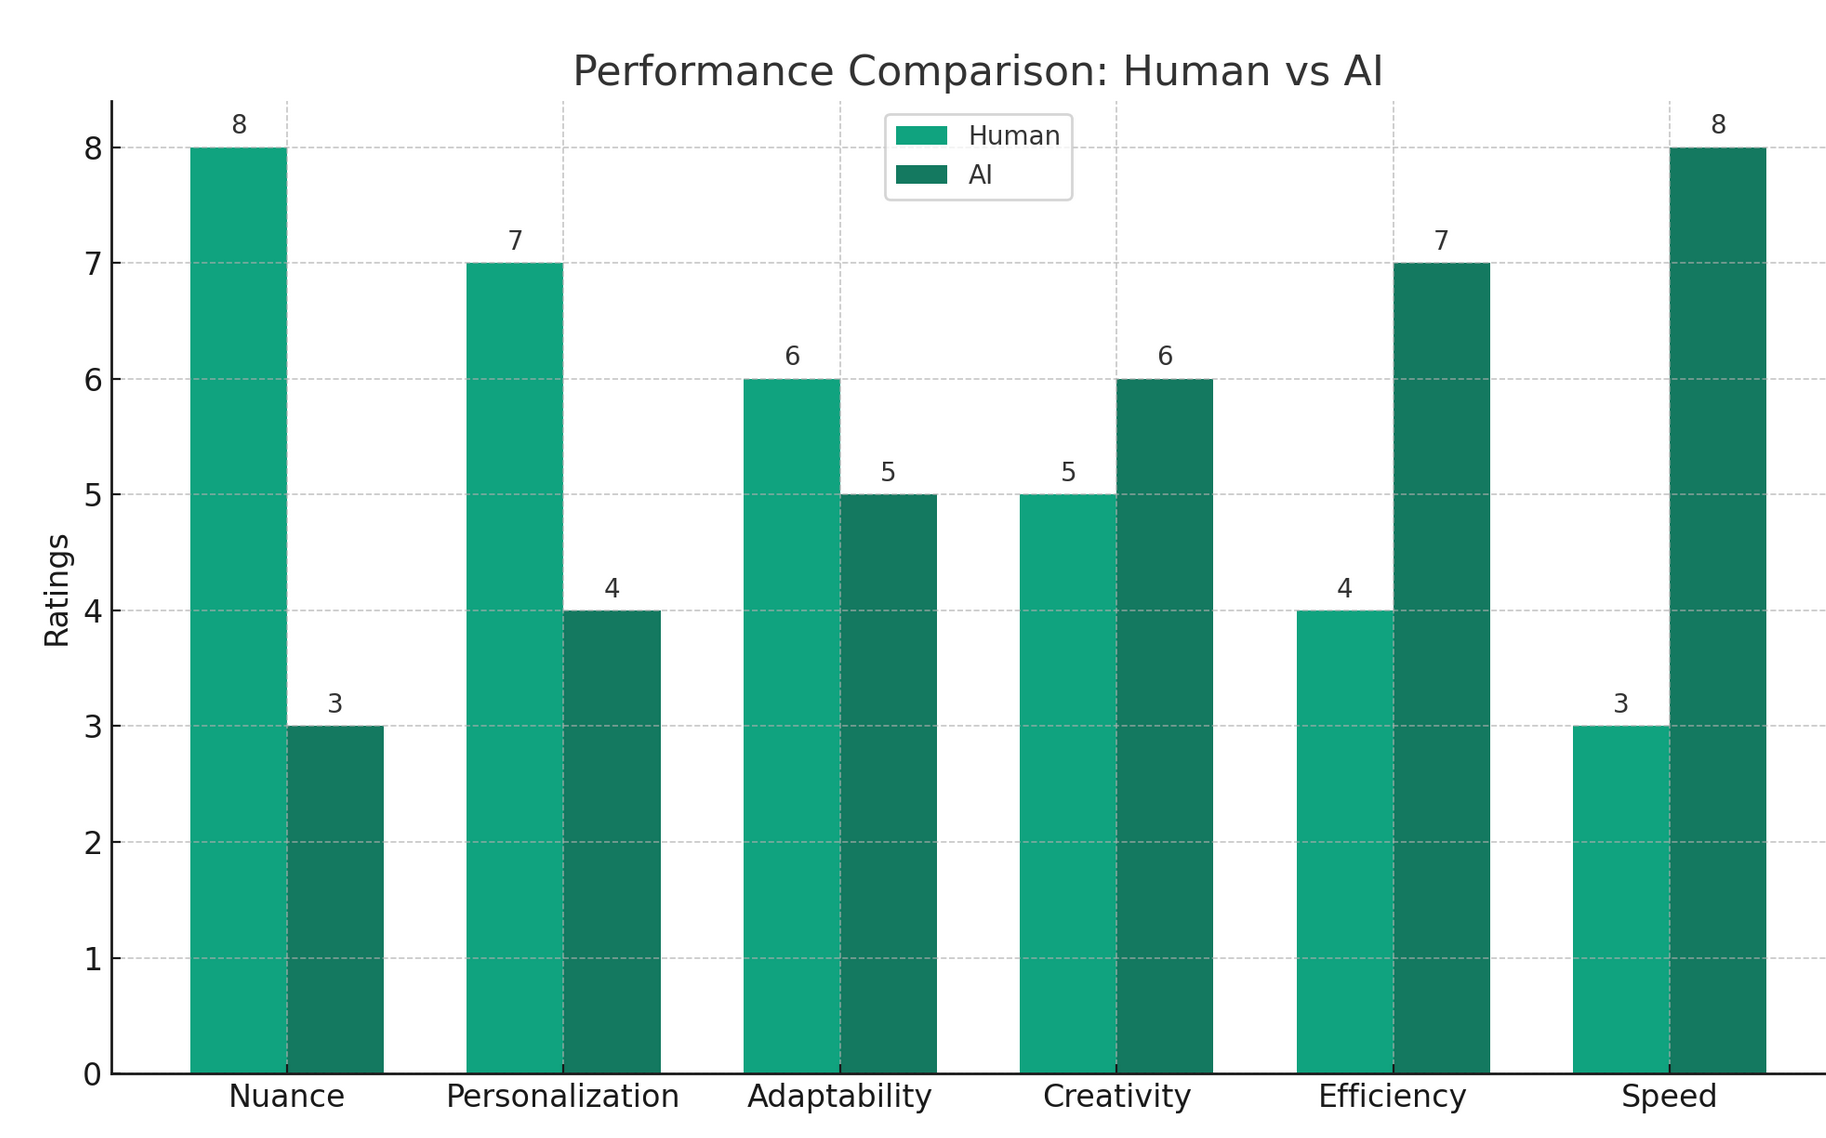 Performance Comparison: Human vs AI
Human
AI
Ratings
8
7
6
5
4
3
2
1
0
8
3
7
4
6
5
5
6
4
7
3
8
Nuance
Personalization
Adaptability
Creativity
Efficiency
Speed